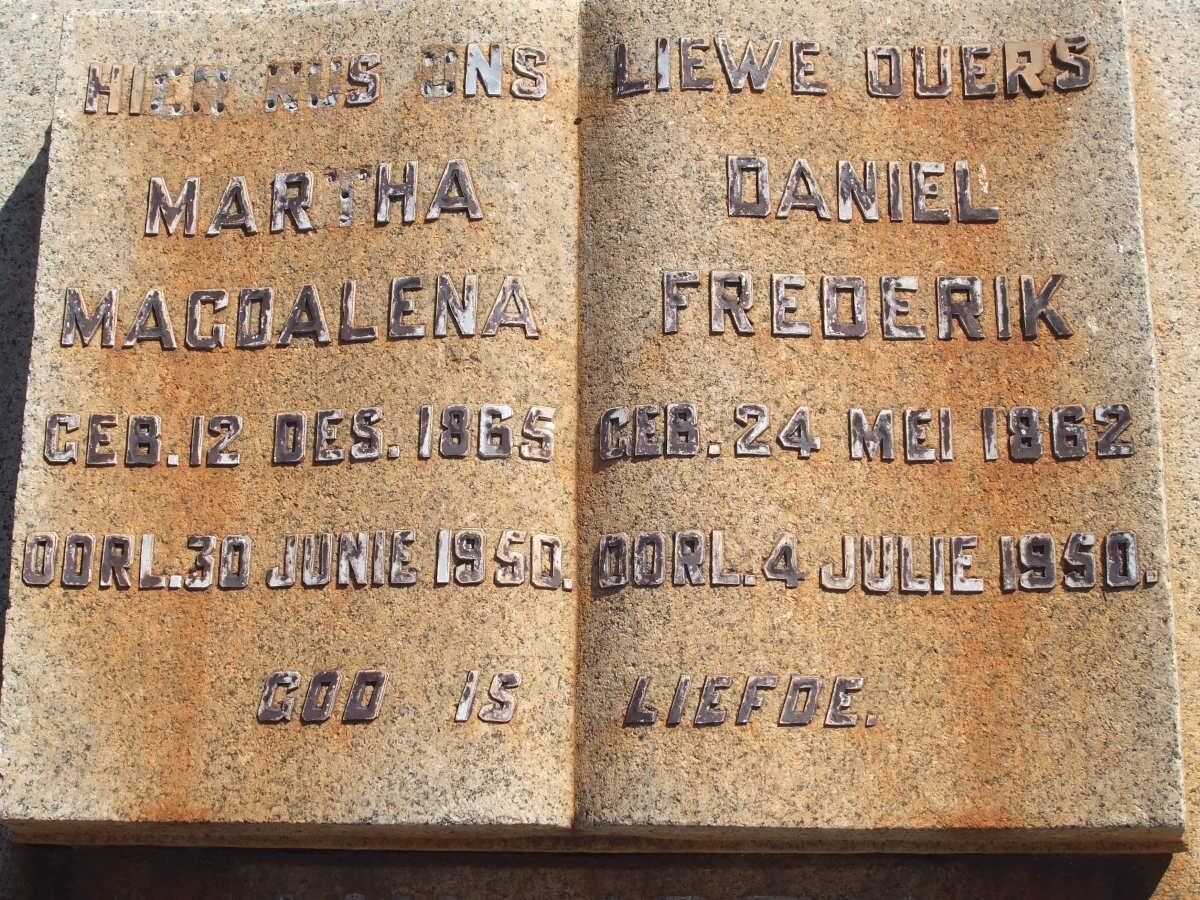 HIER RUS ONS LIEWE OUERS
MARTHA
MAGDALENA
GEB. 12 DES. 1865
OORL. 30 JUNIE 1950.
DANIEL
FREDERIK
GEB. 24 MEI 1862
OORL. 4 JULIE 1950.
GOD IS LIEFDE.